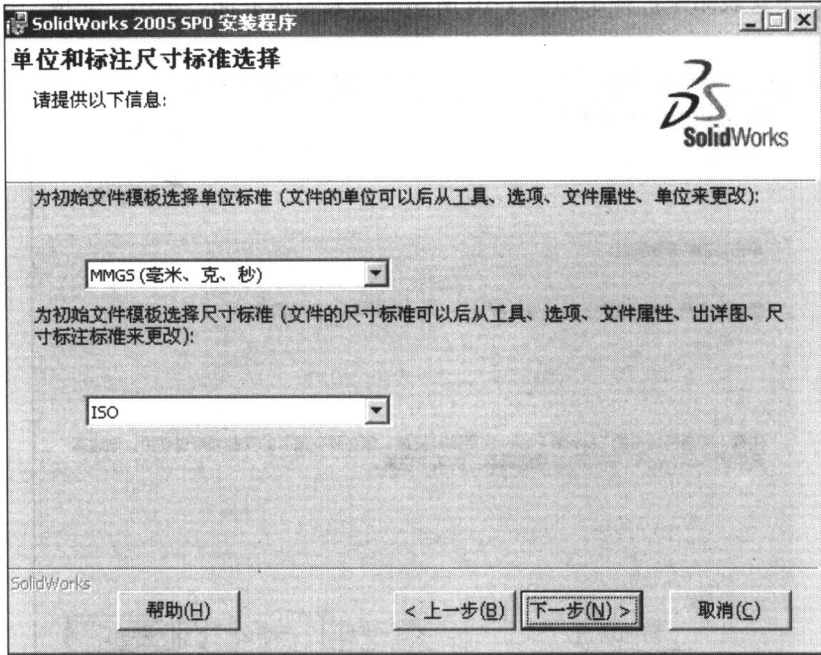 SolidWorks 2005 SP0 安装程序
单位和标注尺寸标准选择
请提供以下信息:
SolidWorks
为初始文件模板选择单位标准 (文件的单位可以后从工具、选项、文件属性、单位来更改):
MMGS (毫米、克、秒)
为初始文件模板选择尺寸标准 (文件的尺寸标准可以后从工具、选项、文件属性、出详图、尺
寸标注标准来更改):
ISO
SolidWorks
帮助(H)
< 上一步(B)
下一步(N) >
取消(C)